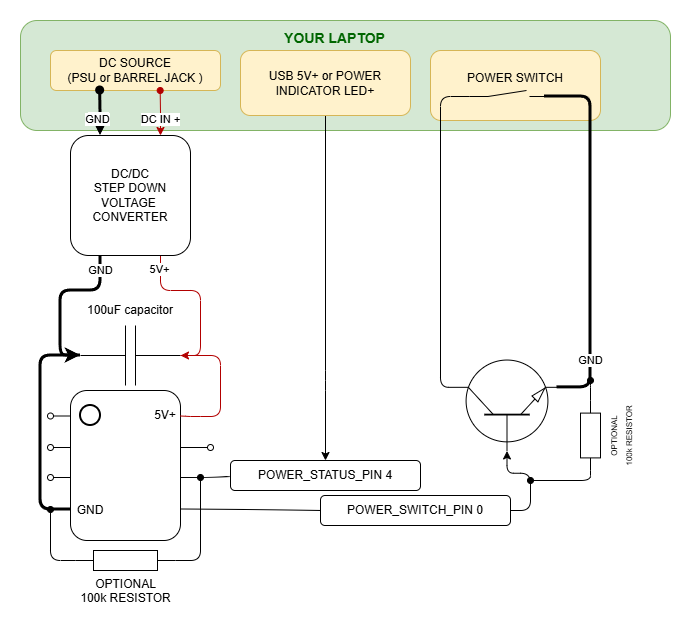 YOUR LAPTOP
DC SOURCE
(PSU or BARREL JACK )
USB 5V+ or POWER
INDICATOR LED+
POWER SWITCH
GND
DC IN +
DC/DC
STEP DOWN
VOLTAGE
CONVERTER
GND
5V+
100uF capacitor
GND
5V+
OPTIONAL
100k RESISTOR
POWER_STATUS_PIN 4
GND
POWER_SWITCH_PIN 0
OPTIONAL
100k RESISTOR